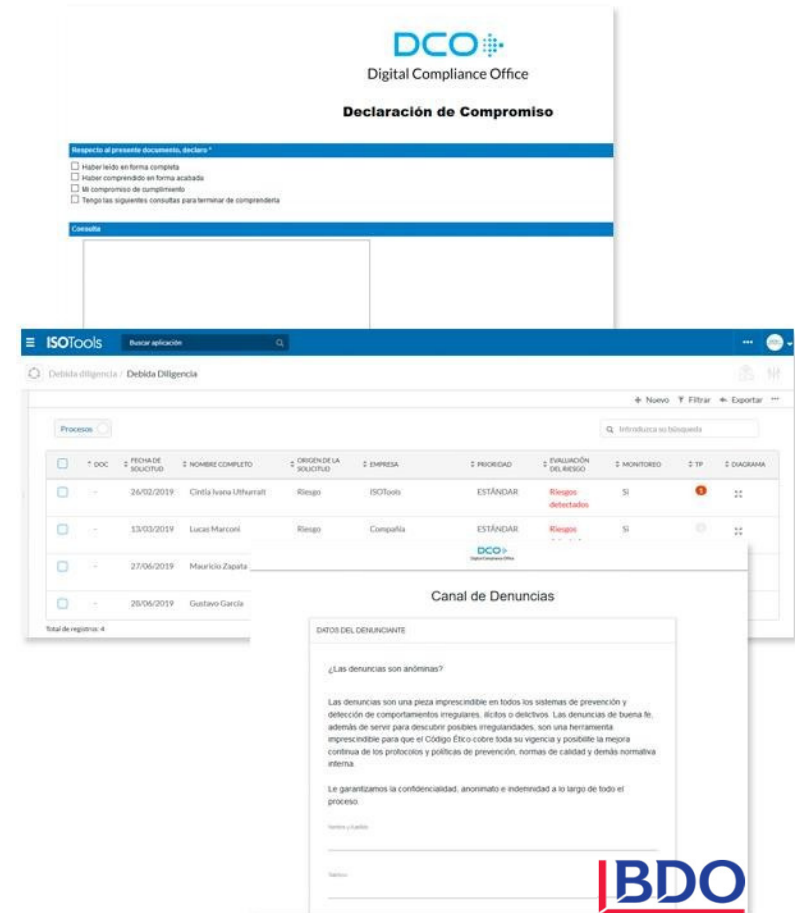 DCO
Digital Compliance Office
Declaración de Compromiso
Respecto al presente documento, declaro *
Haber leído en forma completa
Haber comprendido en forma acabada
Mi compromiso de cumplimiento
Tengo las siguientes consultas para terminar de comprenderla
Consulta
ISOTools
Buscar aplicación
Debida diligencia / Debida Diligencia
+ Nuevo Filtrar Exportar
Procesos
Introduzca su búsqueda
DOC FECHA DE SOLICITUD NOMBRE COMPLETO ORIGEN DE LA SOLICITUD EMPRESA PRIORIDAD EVALUACIÓN DEL RIESGO MONITOREO TP DIAGRAMA
- 26/02/2019 Cintia Ivana Uthurralt Riesgo ISOTools ESTÁNDAR Riesgos detectados Si 1
- 13/03/2019 Lucas Marconi Riesgo Compañía ESTÁNDAR Riesgos Si
- 27/06/2019 Mauricio Zapata
- 28/06/2019 Gustavo García
Total de registros: 4
DCO
Digital Compliance Office
Canal de Denuncias
DATOS DEL DENUNCIANTE
¿Las denuncias son anóminas?
Las denuncias son una pieza imprescindible en todos los sistemas de prevención y
detección de comportamientos irregulares, ilícitos o delictivos. Las denuncias de buena fe,
además de servir para descubrir posibles irregularidades, son una herramienta
imprescindible para que el Código Ético cobre toda su vigencia y posibilite la mejora
continua de los protocolos y políticas de prevención, normas de calidad y demás normativa
interna.
Le garantizamos la confidencialidad, anonimato e indemnidad a lo largo de todo el
proceso.
Nombre y Apellido
Teléfono
BDO